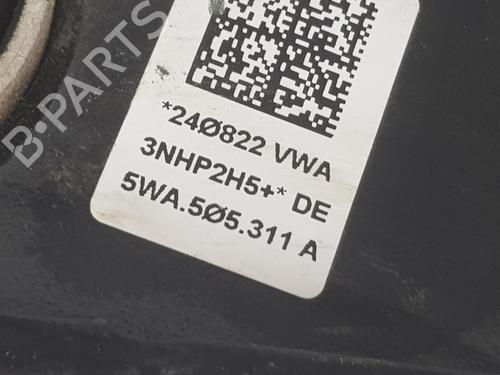 *24Ø822 VWA
3NHP2H5+* DE
5WA.5Ø5.311 A
B-PARTS